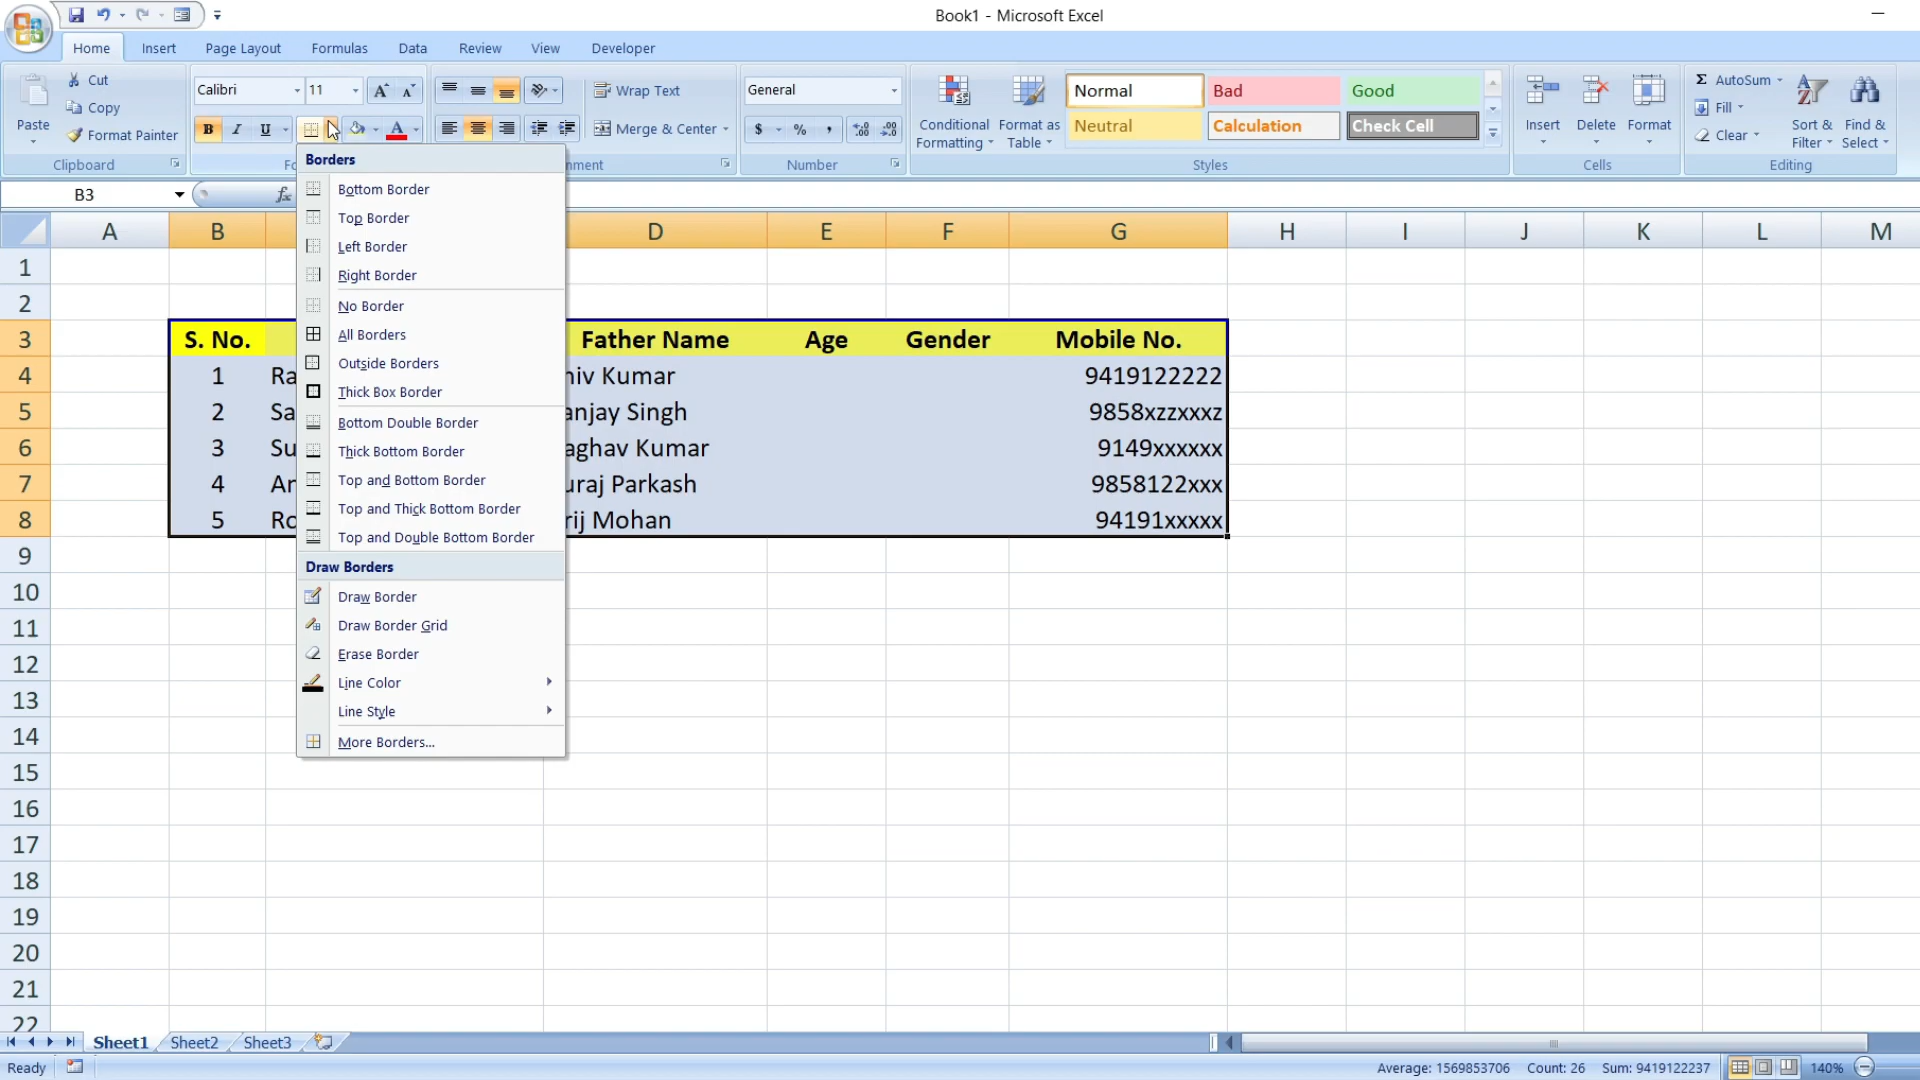 Book1 - Microsoft Excel
Home Insert Page Layout Formulas Data Review View Developer
Paste
Cut
Copy
Format Painter
Clipboard
Calibri 11
B I U
Wrap Text
Merge & Center
General
$ % ,
Number
Conditional Formatting
Format as Table
Normal Bad Good
Neutral Calculation Check Cell
Styles
Insert Delete Format
Cells
Σ AutoSum
Fill
Clear
Sort & Filter
Find & Select
Editing
B3 fx
Borders
Bottom Border
Top Border
Left Border
Right Border
No Border
All Borders
Outside Borders
Thick Box Border
Bottom Double Border
Thick Bottom Border
Top and Bottom Border
Top and Thick Bottom Border
Top and Double Bottom Border
Draw Borders
Draw Border
Draw Border Grid
Erase Border
Line Color
Line Style
More Borders...
A B D E F G H I J K L M
1
2
3 S. No. Father Name Age Gender Mobile No.
4 1 Ra hiv Kumar 9419122222
5 2 Sa anjay Singh 9858xzzxxxz
6 3 Su aghav Kumar 9149xxxxxx
7 4 Ar uraj Parkash 9858122xxx
8 5 Ro rij Mohan 94191xxxxx
9
10
11
12
13
14
15
16
17
18
19
20
21
22
Sheet1 Sheet2 Sheet3
Ready Average: 1569853706 Count: 26 Sum: 9419122237 140%